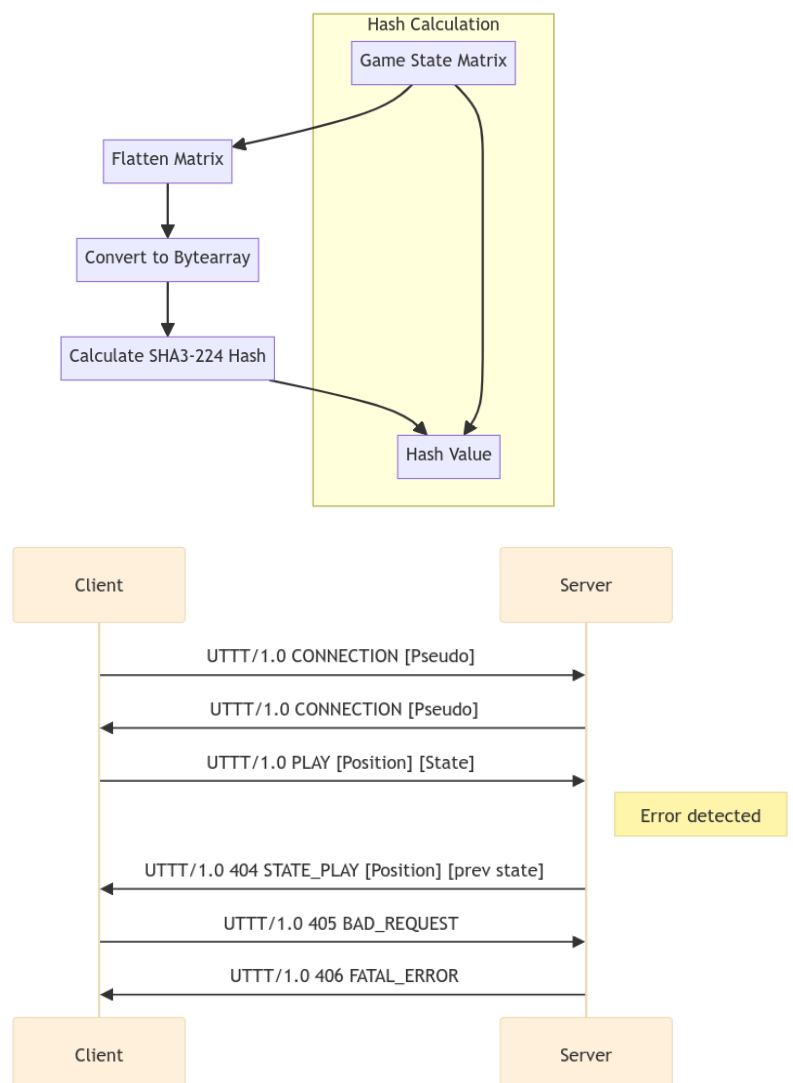 Hash Calculation
Game State Matrix
Flatten Matrix
Convert to Bytearray
Calculate SHA3-224 Hash
Hash Value
Client
Server
UTTT/1.0 CONNECTION [Pseudo]
UTTT/1.0 CONNECTION [Pseudo]
UTTT/1.0 PLAY [Position] [State]
Error detected
UTTT/1.0 404 STATE_PLAY [Position] [prev state]
UTTT/1.0 405 BAD_REQUEST
UTTT/1.0 406 FATAL_ERROR
Client
Server